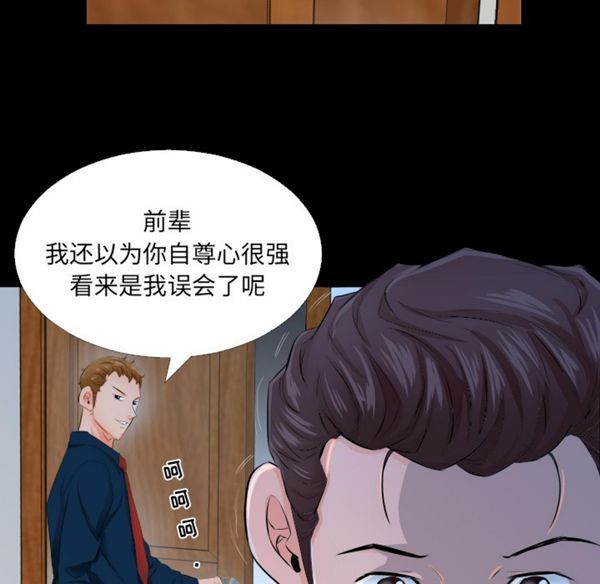 前辈
我还以为你自尊心很强
看来是我误会了呢
呵
呵
呵.